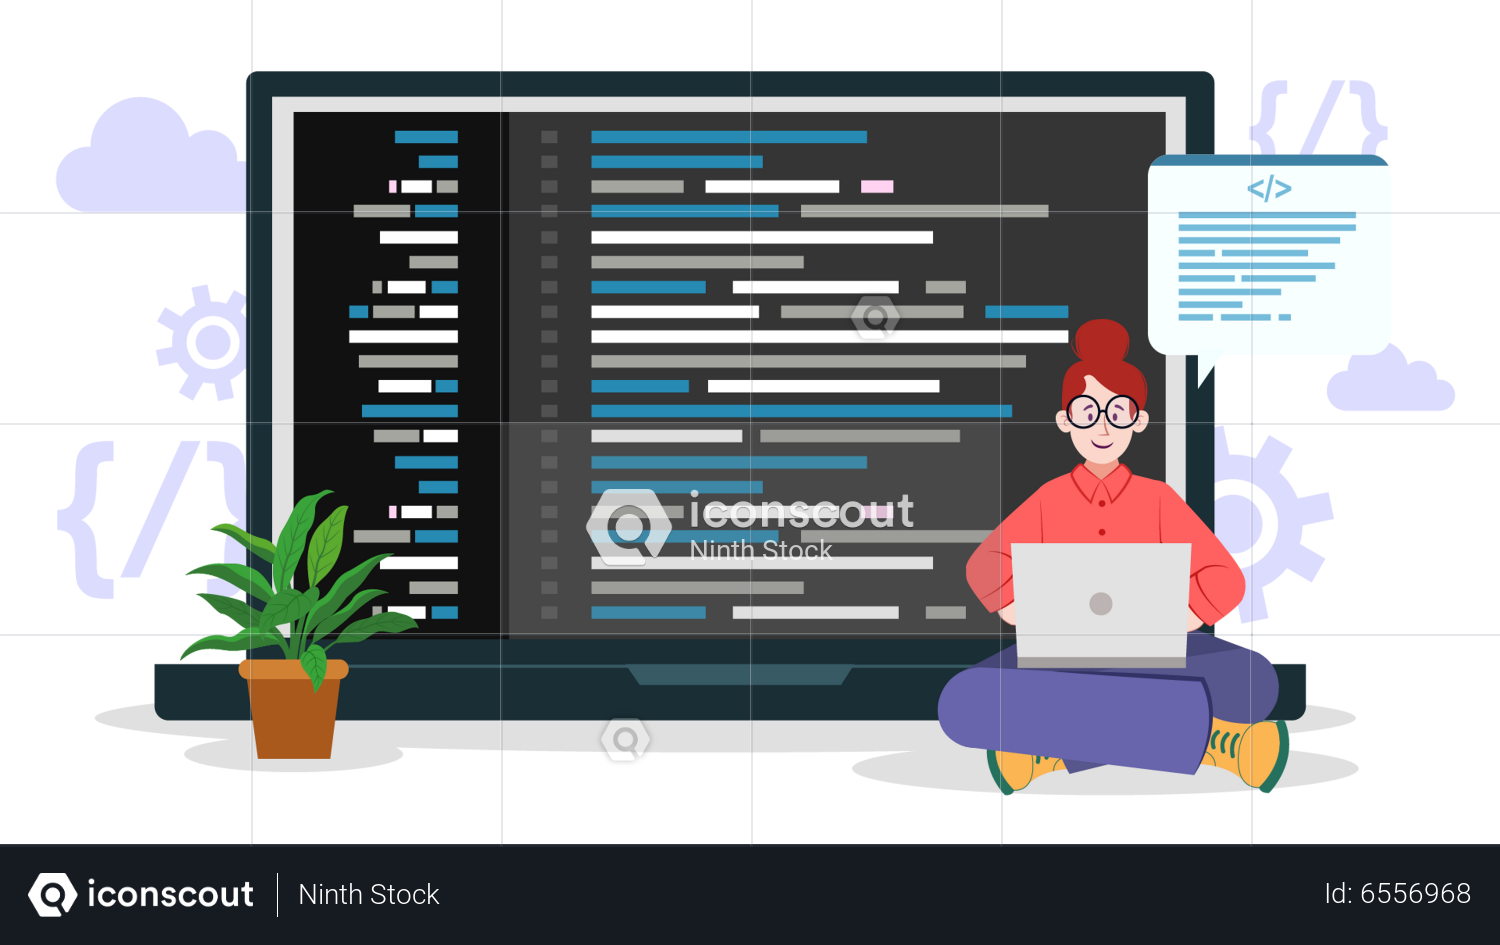 {/}
</>
{/}
iconscout
Ninth Stock
iconscout
Ninth Stock
Id: 6556968